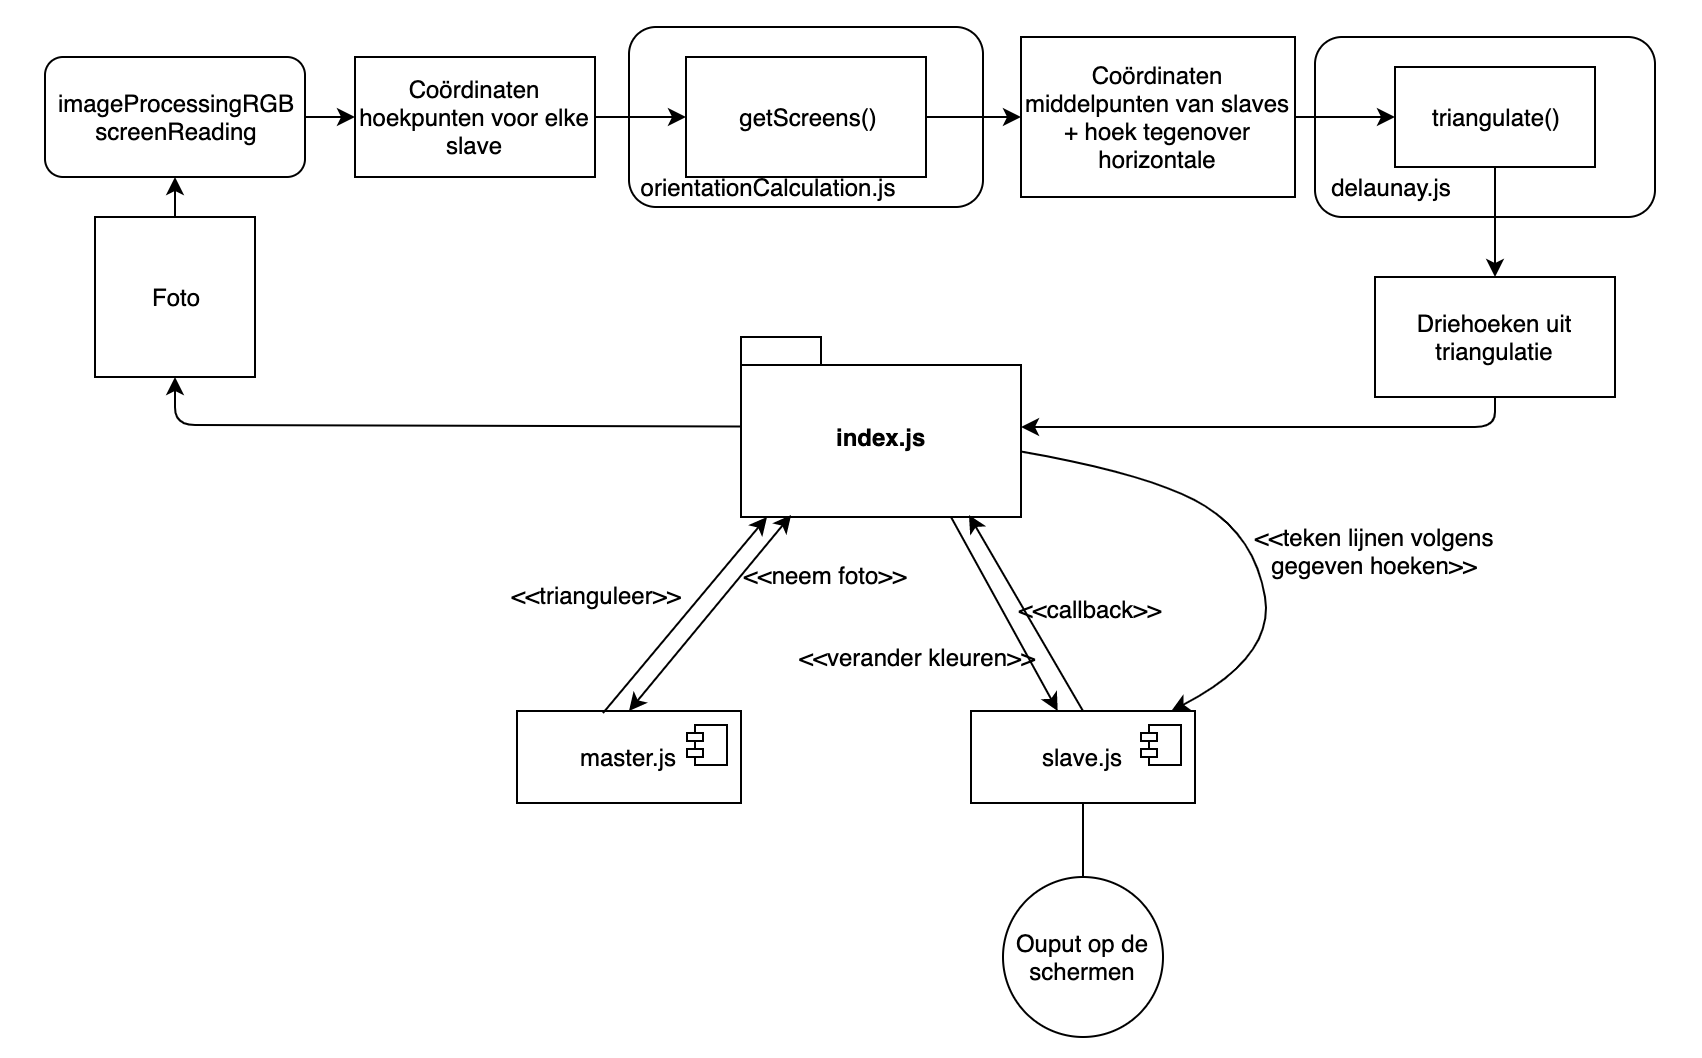 imageProcessingRGB
screenReading
Coördinaten
hoekpunten voor elke
slave
getScreens()
orientationCalculation.js
Coördinaten
middelpunten van slaves
+ hoek tegenover
horizontale
triangulate()
delaunay.js
Foto
Driehoeken uit
triangulatie
index.js
<<teken lijnen volgens
gegeven hoeken>>
<<trianguleer>>
<<neem foto>>
<<callback>>
<<verander kleuren>>
master.js
slave.js
Ouput op de
schermen